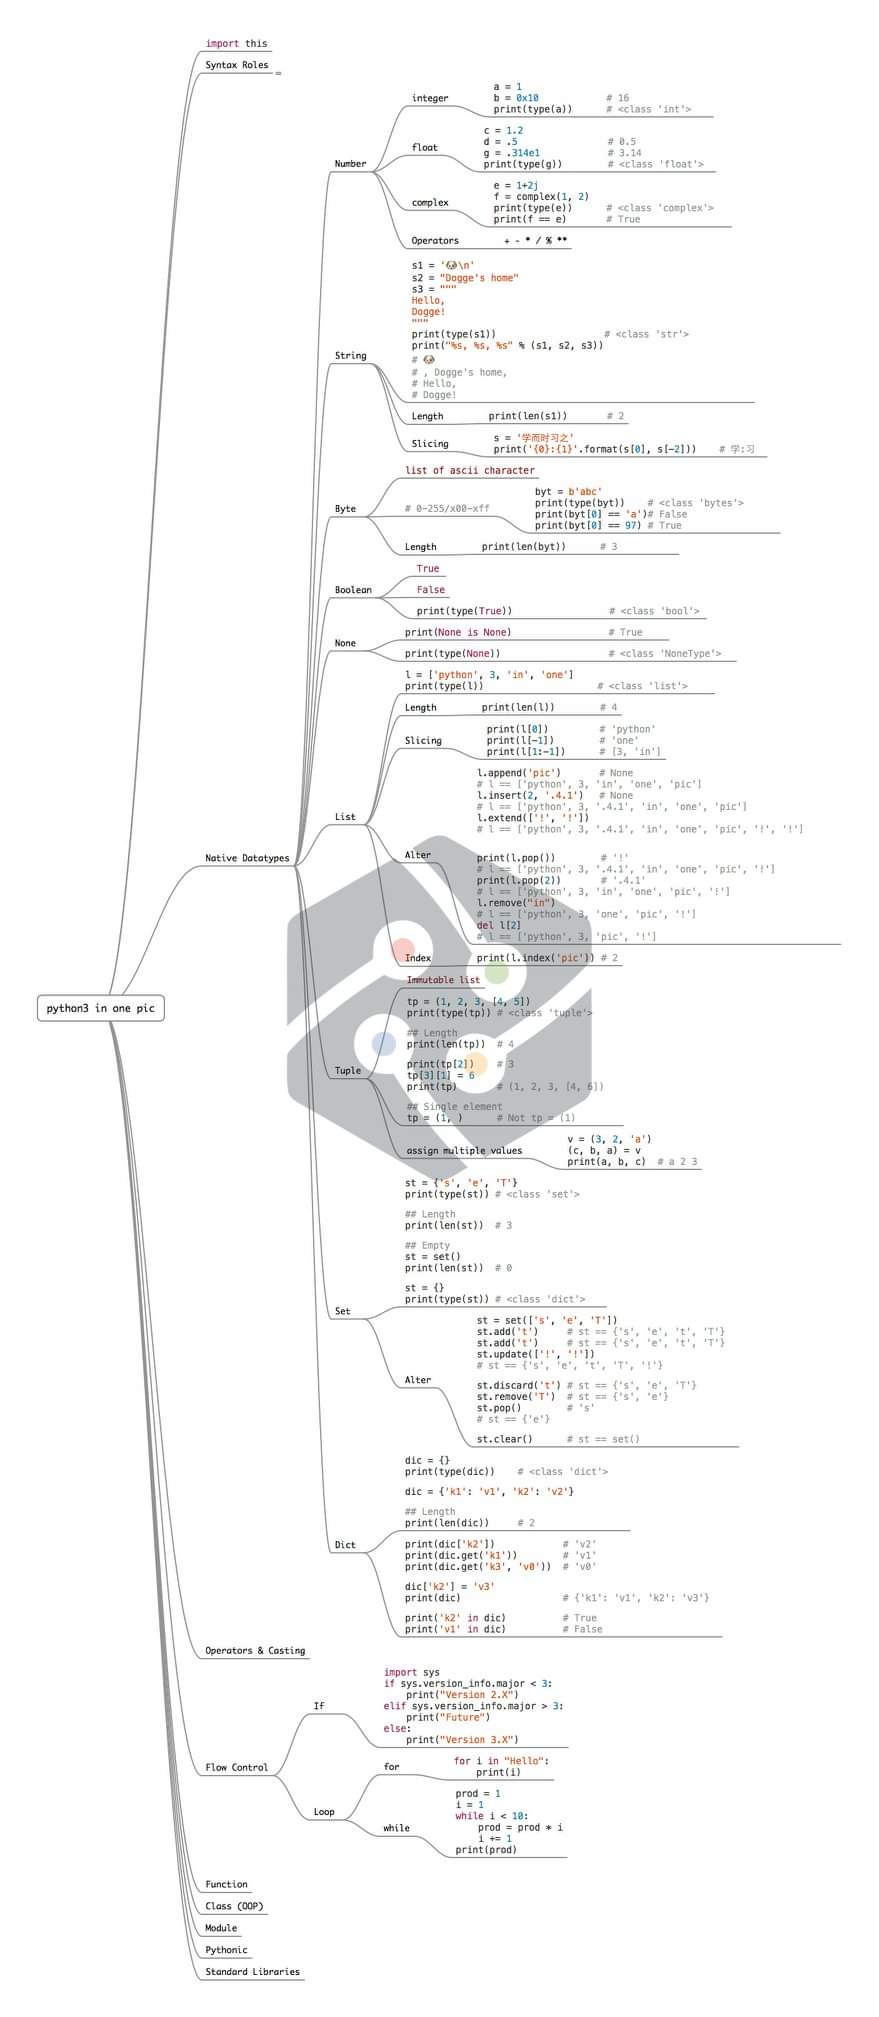 import this
Syntax Roles
Number
integer
a = 1
b = 0x10 # 16
print(type(a)) # <class 'int'>
float
c = 1.2
d = .5 # 0.5
g = .314e1 # 3.14
print(type(g)) # <class 'float'>
complex
e = 1+2j
f = complex(1, 2)
print(type(e)) # <class 'complex'>
print(f == e) # True
Operators + - * / % **
String
s1 = '🐶\n'
s2 = "Dogge's home"
s3 = """
Hello,
Dogge!
"""
print(type(s1)) # <class 'str'>
print("%s, %s, %s" % (s1, s2, s3))
# 🐶
# , Dogge's home,
# Hello,
# Dogge!
Length print(len(s1)) # 2
Slicing
s = '学而时习之'
print('{0}:{1}'.format(s[0], s[-2])) # 学:习
Byte
list of ascii character
# 0-255/x00-xff
byt = b'abc'
print(type(byt)) # <class 'bytes'>
print(byt[0] == 'a')# False
print(byt[0] == 97) # True
Length print(len(byt)) # 3
Boolean
True
False
print(type(True)) # <class 'bool'>
None
print(None is None) # True
print(type(None)) # <class 'NoneType'>
List
l = ['python', 3, 'in', 'one']
print(type(l)) # <class 'list'>
Length print(len(l)) # 4
Slicing
print(l[0]) # 'python'
print(l[-1]) # 'one'
print(l[1:-1]) # [3, 'in']
Alter
l.append('pic') # None
# l == ['python', 3, 'in', 'one', 'pic']
l.insert(2, '.4.1') # None
# l == ['python', 3, '.4.1', 'in', 'one', 'pic']
l.extend(['!', '!'])
# l == ['python', 3, '.4.1', 'in', 'one', 'pic', '!', '!']
print(l.pop()) # '!'
# l == ['python', 3, '.4.1', 'in', 'one', 'pic', '!']
print(l.pop(2)) # '.4.1'
# l == ['python', 3, 'in', 'one', 'pic', '!']
l.remove("in")
# l == ['python', 3, 'one', 'pic', '!']
del l[2]
# l == ['python', 3, 'pic', '!']
Index print(l.index('pic')) # 2
Native Datatypes
python3 in one pic
Tuple
Immutable list
tp = (1, 2, 3, [4, 5])
print(type(tp)) # <class 'tuple'>
## Length
print(len(tp)) # 4
print(tp[2]) # 3
tp[3][1] = 6
print(tp) # (1, 2, 3, [4, 6])
## Single element
tp = (1, ) # Not tp = (1)
assign multiple values
v = (3, 2, 'a')
(c, b, a) = v
print(a, b, c) # a 2 3
Set
st = {'s', 'e', 'T'}
print(type(st)) # <class 'set'>
## Length
print(len(st)) # 3
## Empty
st = set()
print(len(st)) # 0
st = {}
print(type(st)) # <class 'dict'>
Alter
st = set(['s', 'e', 'T'])
st.add('t') # st == {'s', 'e', 't', 'T'}
st.add('t') # st == {'s', 'e', 't', 'T'}
st.update(['!', '!'])
# st == {'s', 'e', 't', 'T', '!'}
st.discard('t') # st == {'s', 'e', 'T'}
st.remove('T') # st == {'s', 'e'}
st.pop() # 's'
# st == {'e'}
st.clear() # st == set()
Dict
dic = {}
print(type(dic)) # <class 'dict'>
dic = {'k1': 'v1', 'k2': 'v2'}
## Length
print(len(dic)) # 2
print(dic['k2']) # 'v2'
print(dic.get('k1')) # 'v1'
print(dic.get('k3', 'v0')) # 'v0'
dic['k2'] = 'v3'
print(dic) # {'k1': 'v1', 'k2': 'v3'}
print('k2' in dic) # True
print('v1' in dic) # False
Operators & Casting
Flow Control
If
import sys
if sys.version_info.major < 3:
print("Version 2.X")
elif sys.version_info.major > 3:
print("Future")
else:
print("Version 3.X")
Loop
for
for i in "Hello":
print(i)
while
prod = 1
i = 1
while i < 10:
prod = prod * i
i += 1
print(prod)
Function
Class (OOP)
Module
Pythonic
Standard Libraries